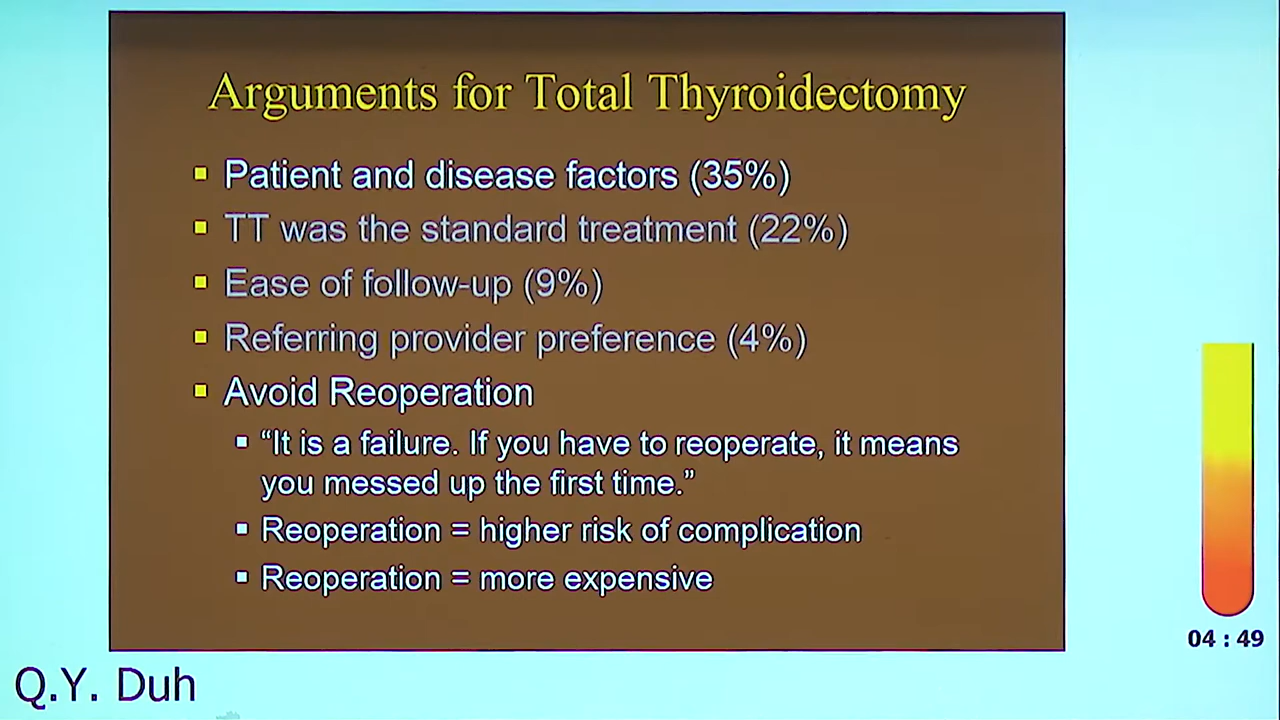 Arguments for Total Thyroidectomy
Patient and disease factors (35%)
TT was the standard treatment (22%)
Ease of follow-up (9%)
Referring provider preference (4%)
Avoid Reoperation
“It is a failure. If you have to reoperate, it means
you messed up the first time.”
Reoperation = higher risk of complication
Reoperation = more expensive
04 : 49
Q.Y. Duh